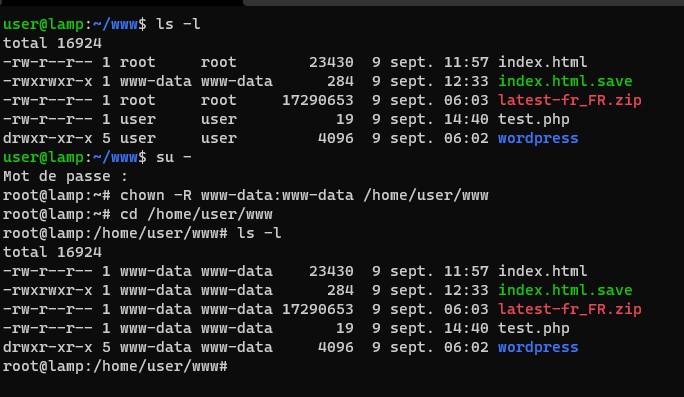 user@lamp:~/www$ ls -l
total 16924
-rw-r--r-- 1 root     root        23430  9 sept. 11:57 index.html
-rwxrwxr-x 1 www-data www-data      284  9 sept. 12:33 index.html.save
-rw-r--r-- 1 root     root     17290653  9 sept. 06:03 latest-fr_FR.zip
-rw-r--r-- 1 user     user           19  9 sept. 14:40 test.php
drwxr-xr-x 5 user     user         4096  9 sept. 06:02 wordpress
user@lamp:~/www$ su -
Mot de passe :
root@lamp:~# chown -R www-data:www-data /home/user/www
root@lamp:~# cd /home/user/www
root@lamp:/home/user/www# ls -l
total 16924
-rw-r--r-- 1 www-data www-data    23430  9 sept. 11:57 index.html
-rwxrwxr-x 1 www-data www-data      284  9 sept. 12:33 index.html.save
-rw-r--r-- 1 www-data www-data 17290653  9 sept. 06:03 latest-fr_FR.zip
-rw-r--r-- 1 www-data www-data       19  9 sept. 14:40 test.php
drwxr-xr-x 5 www-data www-data     4096  9 sept. 06:02 wordpress
root@lamp:/home/user/www#